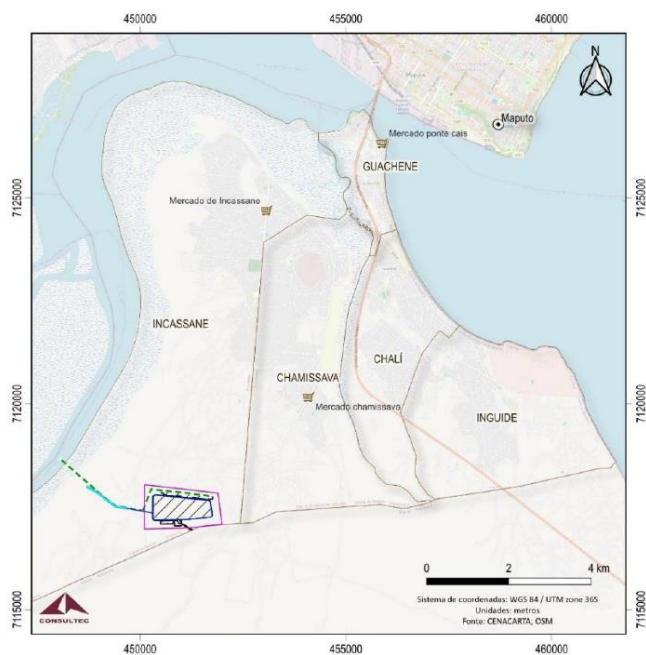 450000
455000
460000
7125000
7125000
N
Maputo
Maputo
Mercado ponte cais
GUACHENE
Mercado de Incassane
INCASSANE
CHAMISSAVA
CHALÍ
INGUIDE
Mercado chamissava
7120000
7120000
0 2 4 km
Sistema de coordenadas: WGS 84 / UTM zone 36S
Unidades: metros
Fonte: CENACARTA; OSM
CONSULTEC
7115000
7115000
450000
455000
460000